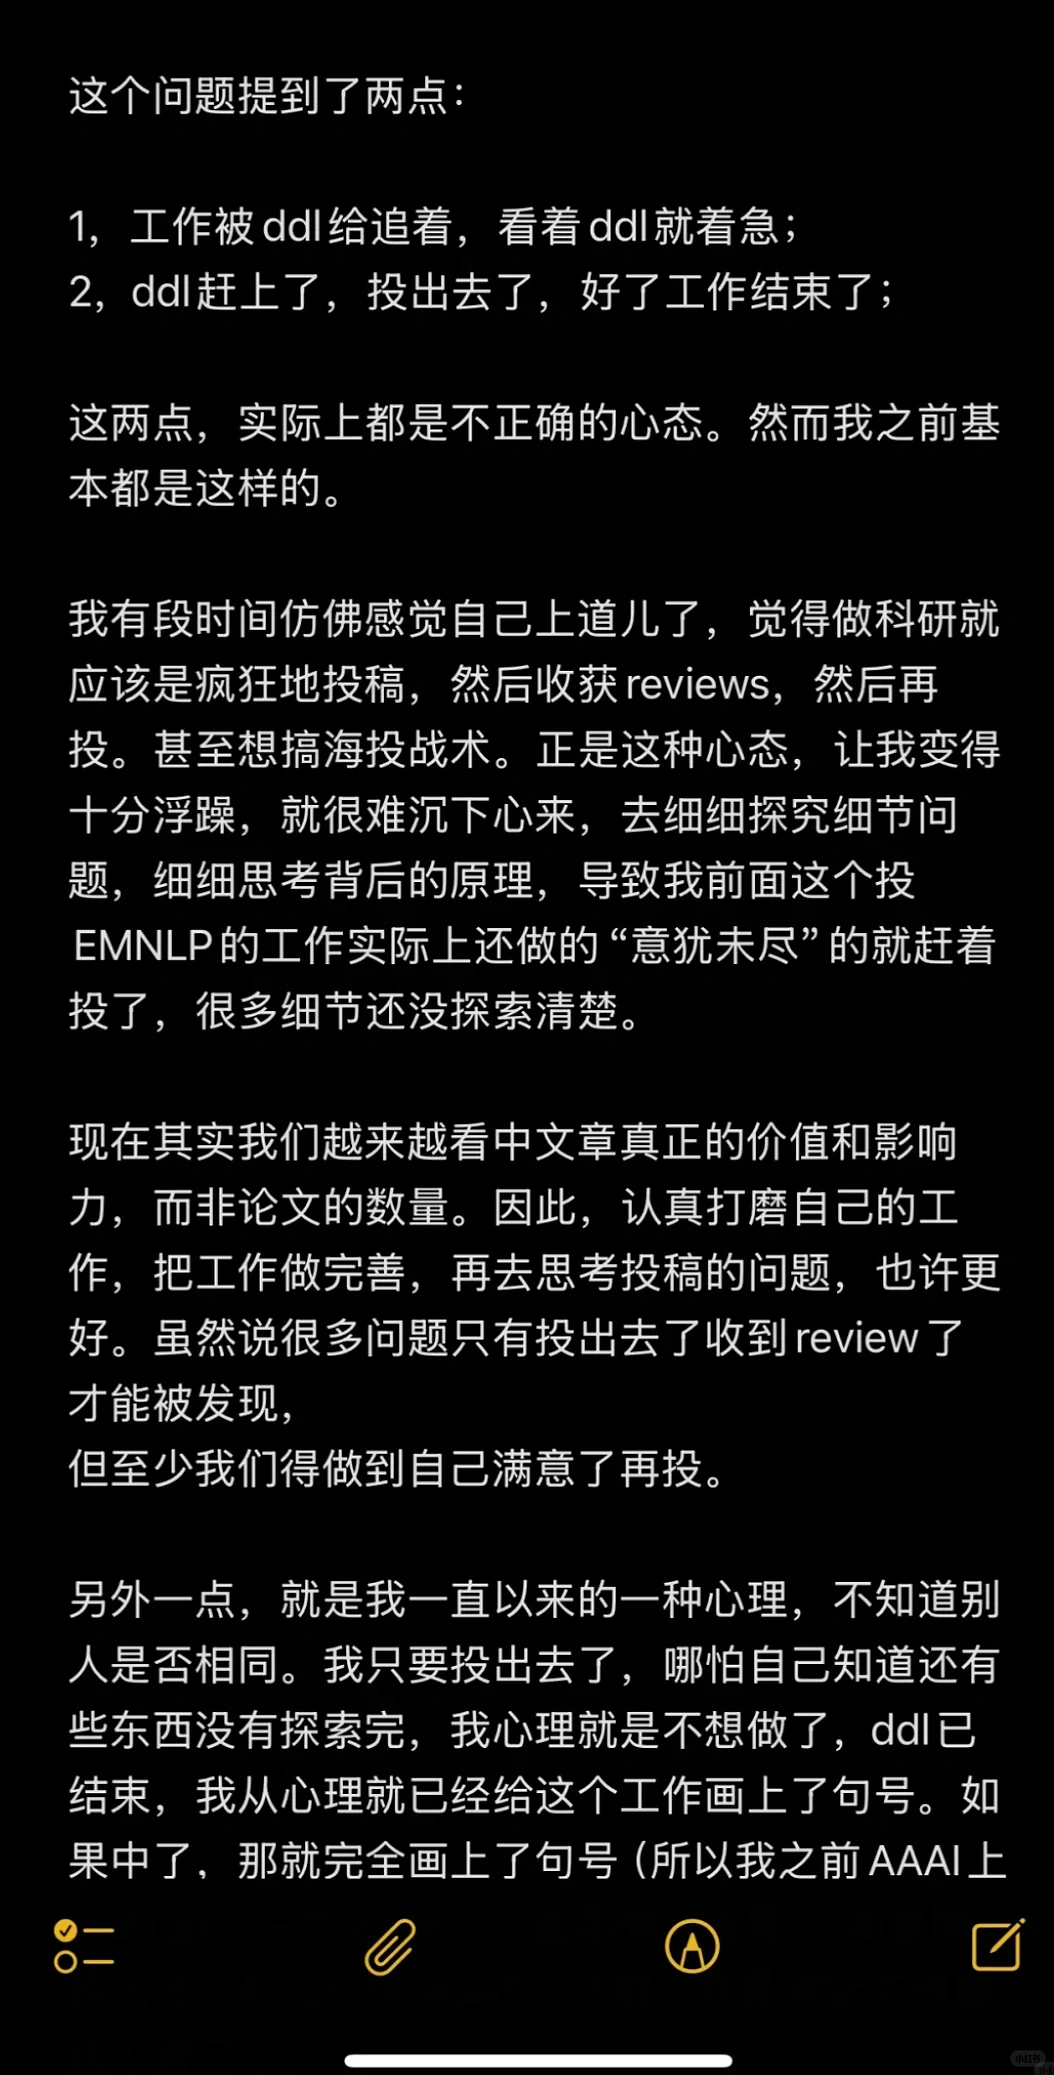 这个问题提到了两点：
1，工作被ddl给追着，看着ddl就着急；
2，ddl赶上了，投出去了，好了工作结束了；
这两点，实际上都是不正确的心态。然而我之前基
本都是这样的。
我有段时间仿佛感觉自己上道儿了，觉得做科研就
应该是疯狂地投稿，然后收获reviews，然后再
投。甚至想搞海投战术。正是这种心态，让我变得
十分浮躁，就很难沉下心来，去细细探究细节问
题，细细思考背后的原理，导致我前面这个投
EMNLP的工作实际上还做的“意犹未尽”的就赶着
投了，很多细节还没探索清楚。
现在其实我们越来越看中文章真正的价值和影响
力，而非论文的数量。因此，认真打磨自己的工
作，把工作做完善，再去思考投稿的问题，也许更
好。虽然说很多问题只有投出去了收到review了
才能被发现，
但至少我们得做到自己满意了再投。
另外一点，就是我一直以来的一种心理，不知道别
人是否相同。我只要投出去了，哪怕自己知道还有
些东西没有探索完，我心理就是不想做了，ddl已
结束，我从心理就已经给这个工作画上了句号。如
果中了，那就完全画上了句号（所以我之前AAAI上
小红书